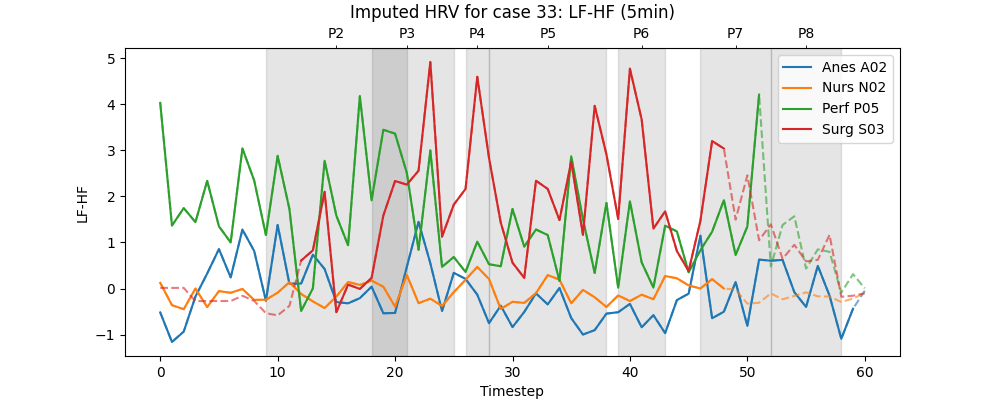 Imputed HRV for case 33: LF-HF (5min)
P2 P3 P4 P5 P6 P7 P8
5
4
3
2
1
0
−1
LF-HF
Anes A02
Nurs N02
Perf P05
Surg S03
0 10 20 30 40 50 60
Timestep